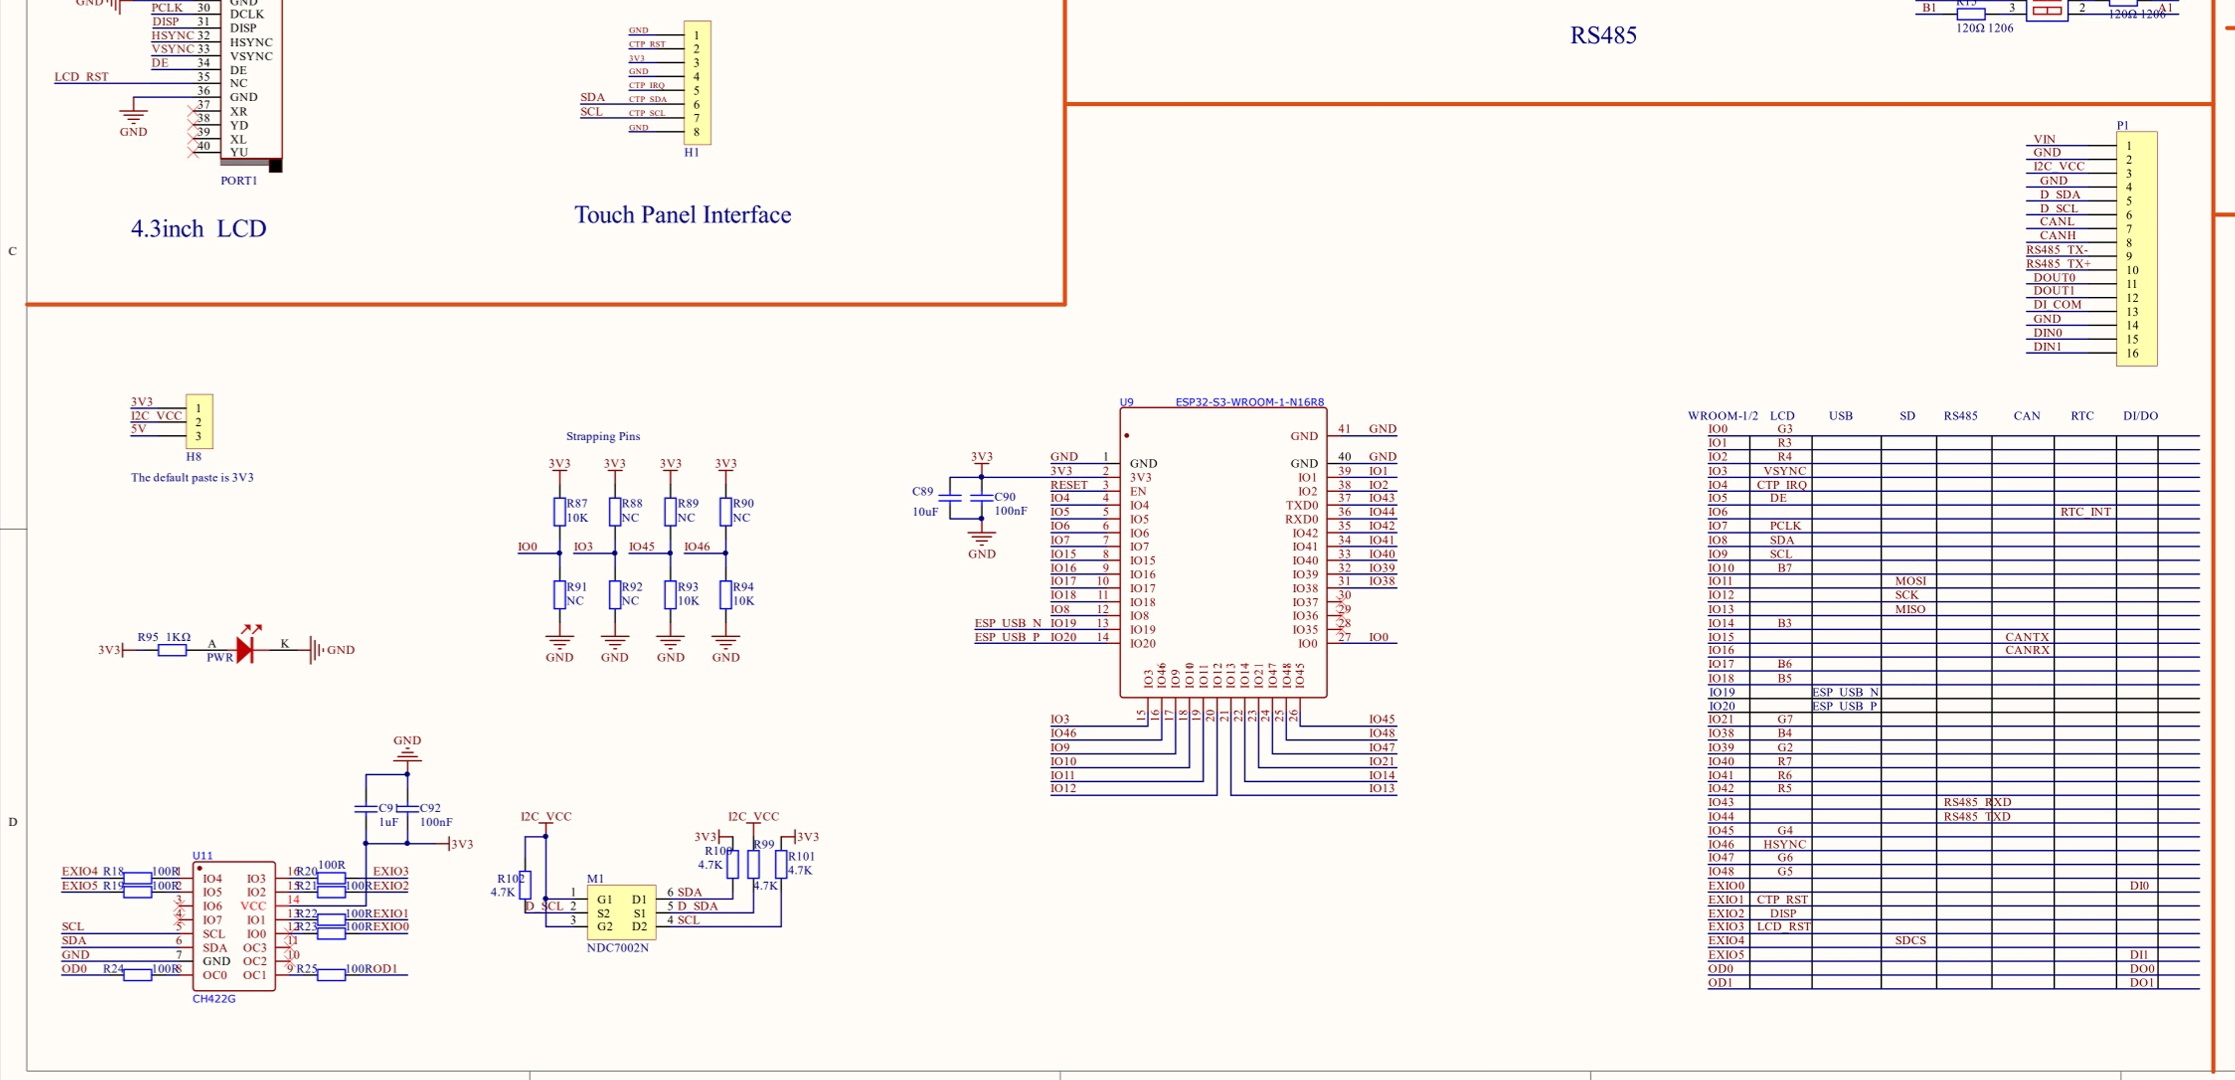 GND
PCLK 30
DISP 31
HSYNC 32
VSYNC 33
DE 34
LCD_RST 35
36
37
38
39
40
GND
GND
DCLK
DISP
HSYNC
VSYNC
DE
NC
GND
XR
YD
XL
YU
PORT1
4.3inch LCD
GND 1
CTP_RST 2
3V3 3
GND 4
CTP_IRQ 5
SDA CTP_SDA 6
SCL CTP_SCL 7
GND 8
H1
Touch Panel Interface
RS485
B1 3 2 A1
120Ω 1206
120Ω 1206
P1
VIN 1
GND 2
I2C_VCC 3
GND 4
D_SDA 5
D_SCL 6
CANL 7
CANH 8
RS485_TX- 9
RS485_TX+ 10
DOUT0 11
DOUT1 12
DI_COM 13
GND 14
DIN0 15
DIN1 16
C
3V3 1
I2C_VCC 2
5V 3
H8
The default paste is 3V3
3V3 R95 1KΩ A PWR K GND
Strapping Pins
3V3 3V3 3V3 3V3
R87 R88 R89 R90
10K NC NC NC
IO0 IO3 IO45 IO46
R91 R92 R93 R94
NC NC 10K 10K
GND GND GND GND
3V3
C89 C90
10uF 100nF
GND
U9 ESP32-S3-WROOM-1-N16R8
GND 41 GND
GND 1 GND GND 40 GND
3V3 2 3V3 IO1 39 IO1
RESET 3 EN IO2 38 IO2
IO4 4 IO4 TXD0 37 IO43
IO5 5 IO5 RXD0 36 IO44
IO6 6 IO6 IO42 35 IO42
IO7 7 IO7 IO41 34 IO41
IO15 8 IO15 IO40 33 IO40
IO16 9 IO16 IO39 32 IO39
IO17 10 IO17 IO38 31 IO38
IO18 11 IO18 IO37 30
IO8 12 IO8 IO36 29
ESP_USB_N IO19 13 IO19 IO35 28
ESP_USB_P IO20 14 IO20 IO0 27 IO0
IO3 IO46 IO9 IO10 IO11 IO12 IO13 IO14 IO21 IO47 IO48 IO45
15 16 17 18 19 20 21 22 23 24 25 26
IO3 IO45
IO46 IO48
IO9 IO47
IO10 IO21
IO11 IO14
IO12 IO13
WROOM-1/2 LCD USB SD RS485 CAN RTC DI/DO
IO0 G3
IO1 R3
IO2 R4
IO3 VSYNC
IO4 CTP_IRQ
IO5 DE
IO6 RTC_INT
IO7 PCLK
IO8 SDA
IO9 SCL
IO10 B7
IO11 MOSI
IO12 SCK
IO13 MISO
IO14 B3
IO15 CANTX
IO16 CANRX
IO17 B6
IO18 B5
IO19 ESP_USB_N
IO20 ESP_USB_P
IO21 G7
IO38 B4
IO39 G2
IO40 R7
IO41 R6
IO42 R5
IO43 RS485_RXD
IO44 RS485_TXD
IO45 G4
IO46 HSYNC
IO47 G6
IO48 G5
EXIO0 DI0
EXIO1 CTP_RST
EXIO2 DISP
EXIO3 LCD_RST
EXIO4 SDCS
EXIO5 DI1
OD0 DO0
OD1 DO1
D
GND
C91 C92
1uF 100nF
3V3
U11
EXIO4 R18 100R 1 IO4 IO3 16 R20 100R EXIO3
EXIO5 R19 100R 2 IO5 IO2 15 R21 100R EXIO2
3 IO6 VCC 14
4 IO7 IO1 13 R22 100R EXIO1
SCL 5 SCL IO0 12 R23 100R EXIO0
SDA 6 SDA OC3 11
GND 7 GND OC2 10
OD0 R24 100R 8 OC0 OC1 9 R25 100R OD1
CH422G
I2C_VCC I2C_VCC
3V3 R99 3V3
R100 R101
4.7K 4.7K 4.7K
R102
4.7K
M1
1 G1 D1 6 SDA
D_SCL 2 S2 S1 5 D_SDA
3 G2 D2 4 SCL
NDC7002N